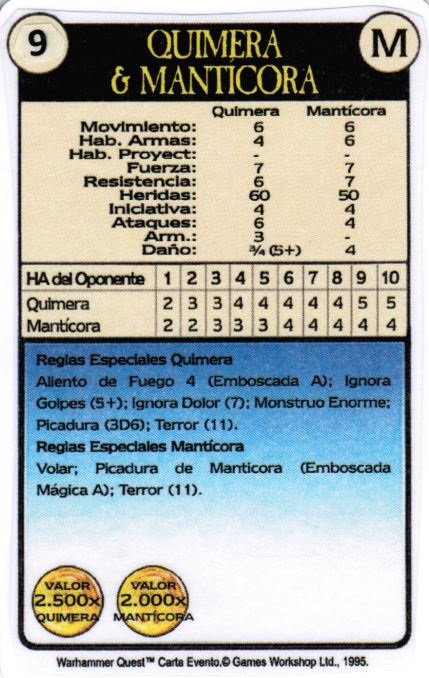 9
QUIMERA
& MANTÍCORA
M
Quimera Mantícora
Movimiento: 6 6
Hab. Armas: 4 6
Hab. Proyect: - -
Fuerza: 7 7
Resistencia: 6 7
Heridas: 60 50
Iniciativa: 4 4
Ataques: 6 4
Arm.: 3 -
Daño: ¾ (5+) 4
HA del Oponente 1 2 3 4 5 6 7 8 9 10
Quimera 2 3 3 4 4 4 4 4 5 5
Mantícora 2 2 3 3 3 4 4 4 4 4
Reglas Especiales Quimera
Aliento de Fuego 4 (Emboscada A); Ignora
Golpes (5+); Ignora Dolor (7); Monstruo Enorme;
Picadura (3D6); Terror (11).
Reglas Especiales Mantícora
Volar; Picadura de Manticora (Emboscada
Mágica A); Terror (11).
VALOR
2.500x
QUIMERA
VALOR
2.000x
MANTÍCORA
Warhammer Quest™ Carta Evento.© Games Workshop Ltd., 1995.